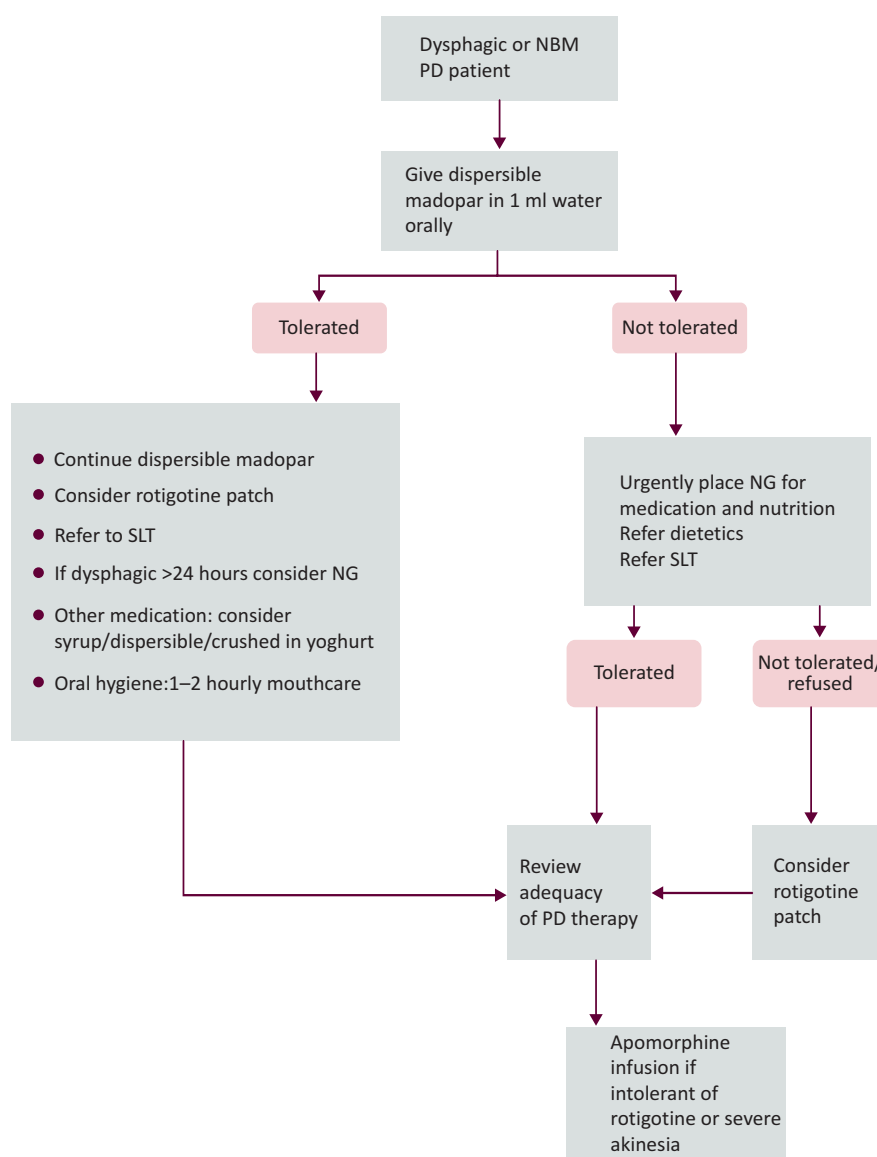 Dysphagic or NBM
PD patient
Give dispersible
madopar in 1 ml water
orally
Tolerated
Not tolerated
● Continue dispersible madopar
● Consider rotigotine patch
● Refer to SLT
● If dysphagic >24 hours consider NG
● Other medication: consider
syrup/dispersible/crushed in yoghurt
● Oral hygiene:1–2 hourly mouthcare
Urgently place NG for
medication and nutrition
Refer dietetics
Refer SLT
Tolerated
Not tolerated/
refused
Review
adequacy
of PD therapy
Consider
rotigotine
patch
Apomorphine
infusion if
intolerant of
rotigotine or severe
akinesia